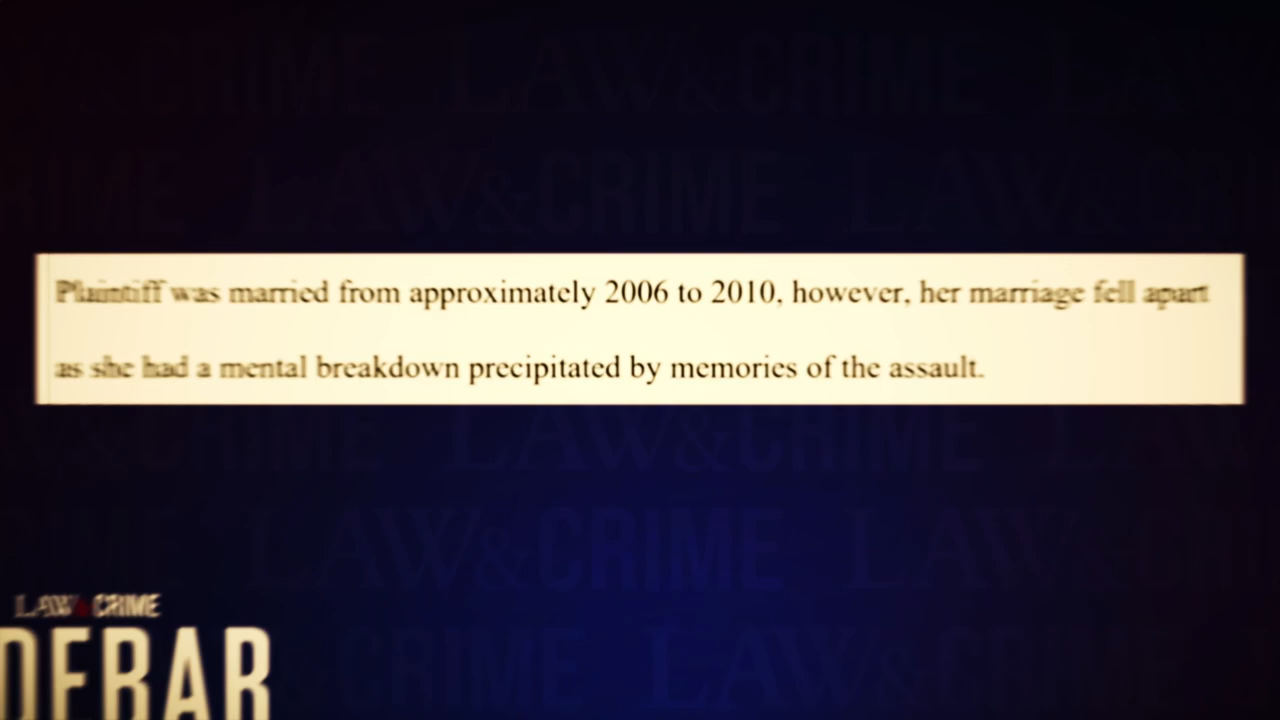 Plaintiff was married from approximately 2006 to 2010, however, her marriage fell apart
as she had a mental breakdown precipitated by memories of the assault.
LAW&CRIME
DEBAR